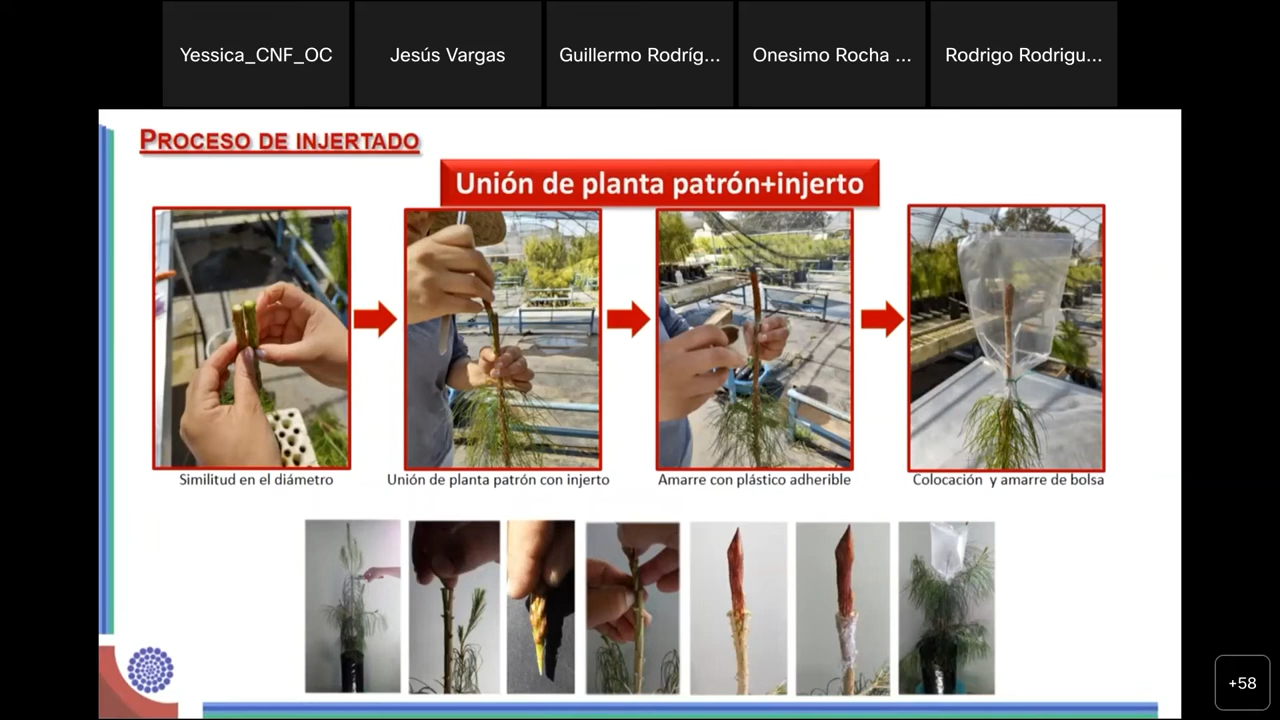 Yessica_CNF_OC
Jesús Vargas
Guillermo Rodríg...
Onesimo Rocha ...
Rodrigo Rodrigu...
PROCESO DE INJERTADO
Unión de planta patrón+injerto
Similitud en el diámetro
Unión de planta patrón con injerto
Amarre con plástico adherible
Colocación y amarre de bolsa
+58